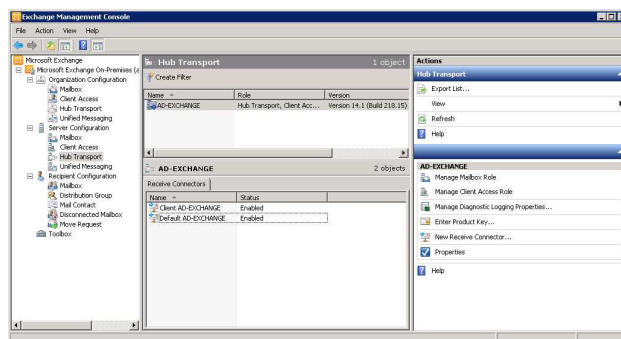 Exchange Management Console
File Action View Help
Microsoft Exchange
Microsoft Exchange On-Premises (a
Organization Configuration
Mailbox
Client Access
Hub Transport
Unified Messaging
Server Configuration
Mailbox
Client Access
Hub Transport
Unified Messaging
Recipient Configuration
Mailbox
Distribution Group
Mail Contact
Disconnected Mailbox
Move Request
Toolbox
Hub Transport 1 object
Create Filter
Name Role Version
AD-EXCHANGE Hub Transport, Client Acc... Version 14.1 (Build 218.15)
AD-EXCHANGE 2 objects
Receive Connectors
Name Status
Client AD-EXCHANGE Enabled
Default AD-EXCHANGE Enabled
Actions
Hub Transport
Export List...
View
Refresh
Help
AD-EXCHANGE
Manage Mailbox Role
Manage Client Access Role
Manage Diagnostic Logging Properties...
Enter Product Key...
New Receive Connector...
Properties
Help